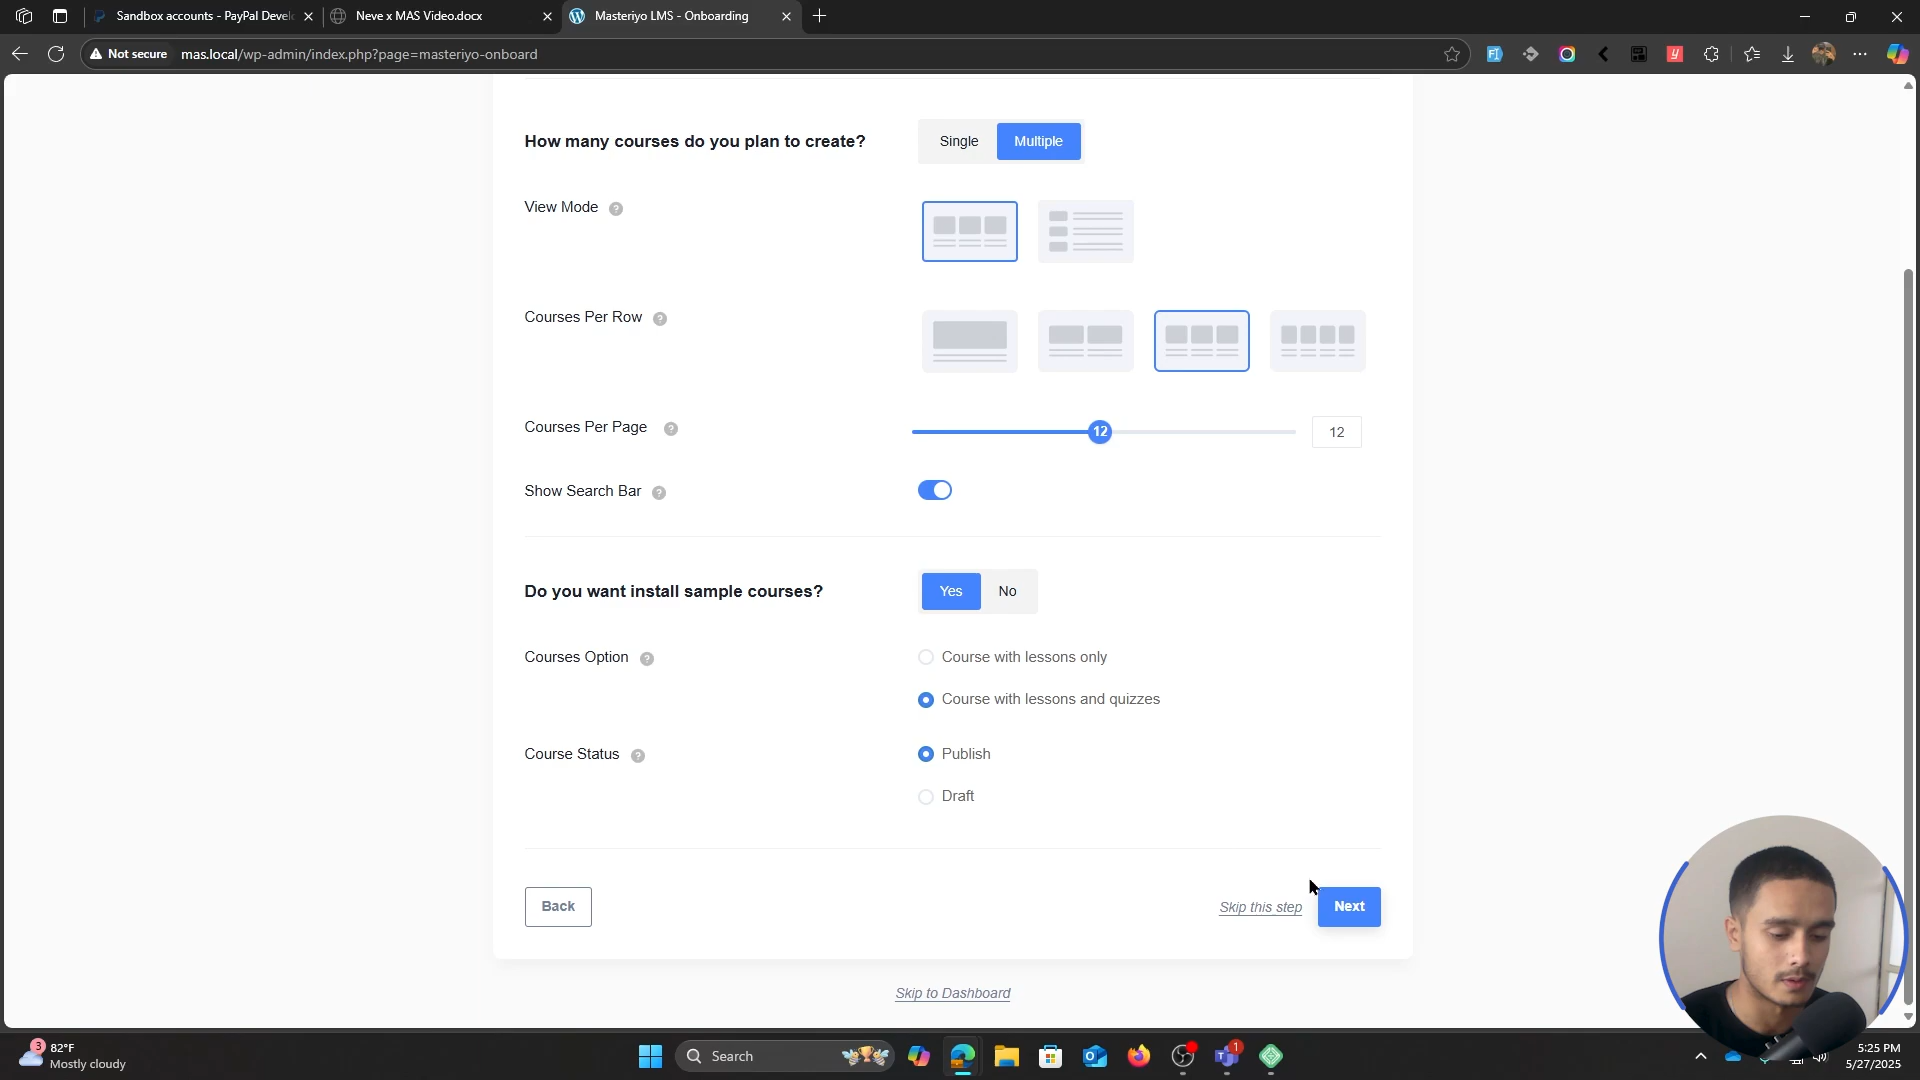 Sandbox accounts - PayPal Devel
Neve x MAS Video.docx
Masteriyo LMS - Onboarding
Not secure
mas.local/wp-admin/index.php?page=masteriyo-onboard
How many courses do you plan to create?
Single
Multiple
View Mode
?
Courses Per Row
?
Courses Per Page
?
12
12
Show Search Bar
?
Do you want install sample courses?
Yes
No
Courses Option
?
Course with lessons only
Course with lessons and quizzes
Course Status
?
Publish
Draft
Back
Skip this step
Next
Skip to Dashboard
3
82°F
Mostly cloudy
Search
1
5:25 PM
5/27/2025